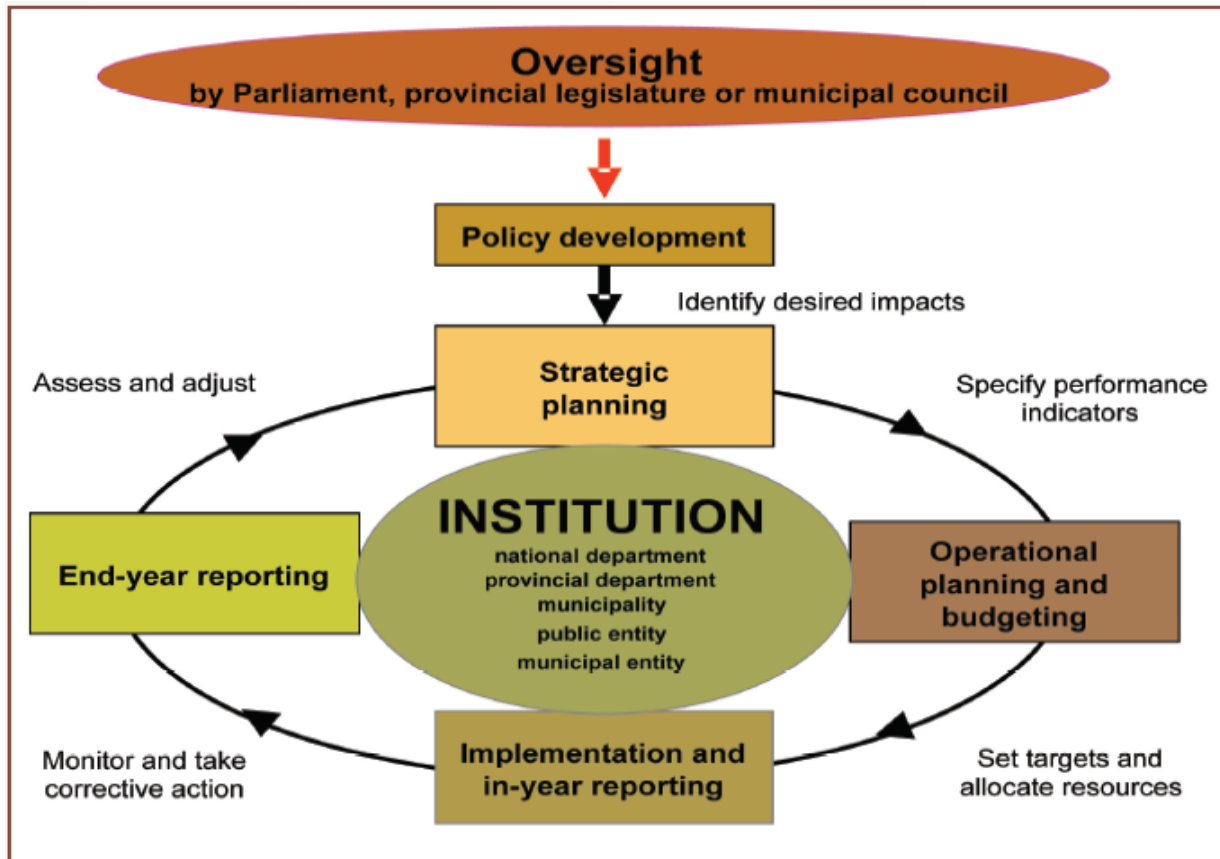 Oversight
by Parliament, provincial legislature or municipal council
Policy development
Identify desired impacts
Strategic
planning
Assess and adjust
Specify performance
indicators
INSTITUTION
national department
provincial department
municipality
public entity
municipal entity
End-year reporting
Operational
planning and
budgeting
Implementation and
in-year reporting
Monitor and take
corrective action
Set targets and
allocate resources